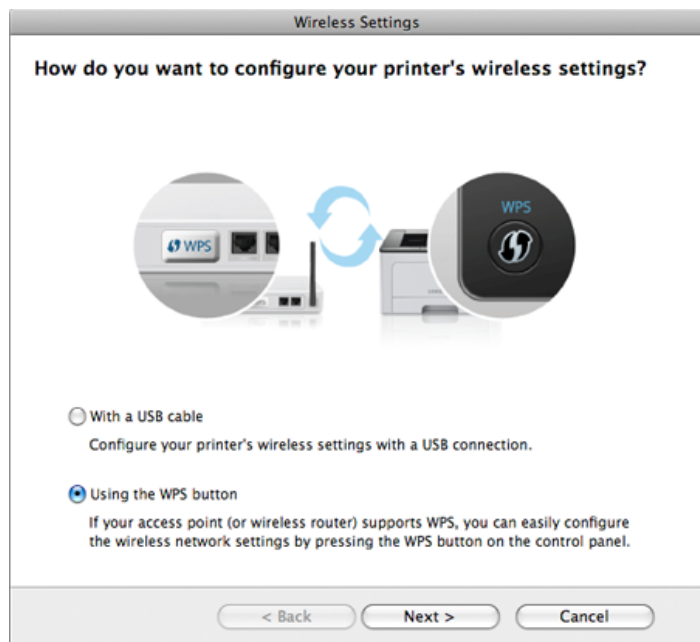 Wireless Settings
How do you want to configure your printer's wireless settings?
WPS
WPS
With a USB cable
Configure your printer's wireless settings with a USB connection.
Using the WPS button
If your access point (or wireless router) supports WPS, you can easily configure
the wireless network settings by pressing the WPS button on the control panel.
< Back
Next >
Cancel